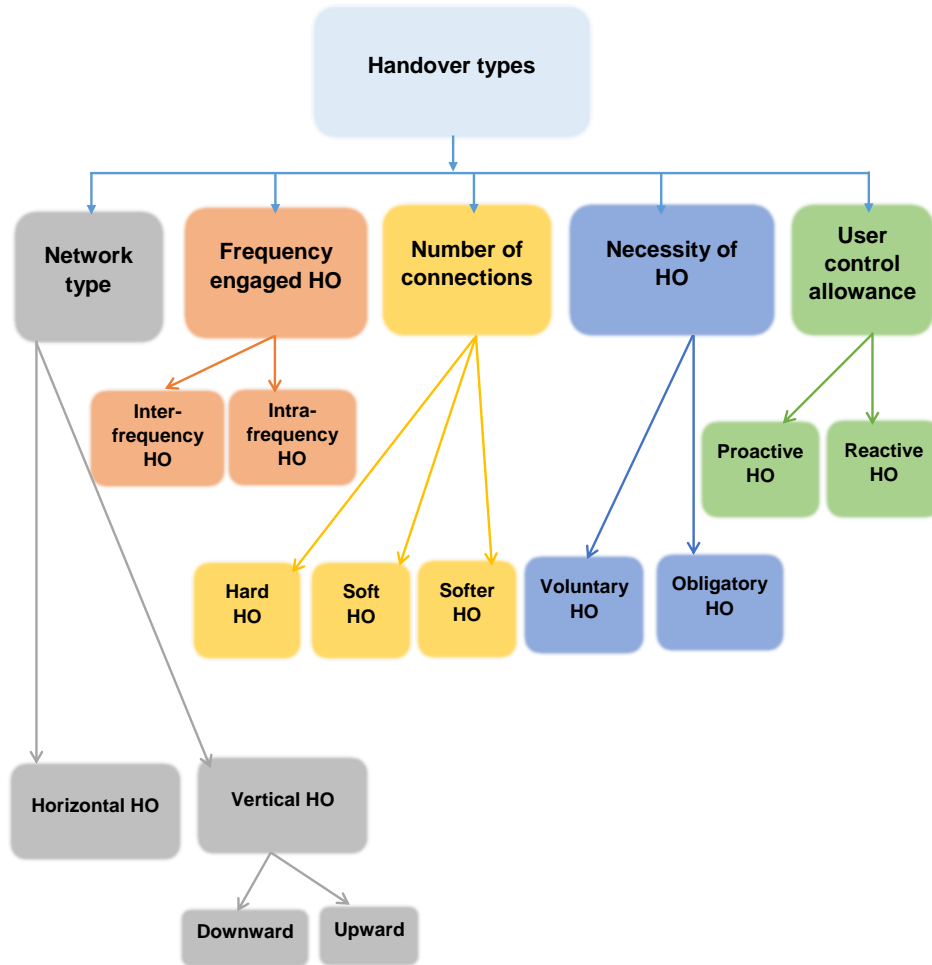 Handover types
Network
type
Frequency
engaged HO
Number of
connections
Necessity of
HO
User
control
allowance
Inter-
frequency
HO
Intra-
frequency
HO
Proactive
HO
Reactive
HO
Hard
HO
Soft
HO
Softer
HO
Voluntary
HO
Obligatory
HO
Horizontal HO
Vertical HO
Downward
Upward